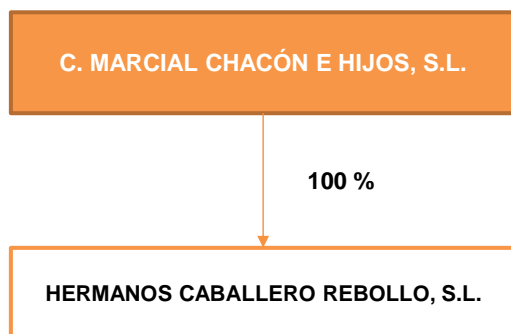 C. MARCIAL CHACÓN E HIJOS, S.L.
100 %
HERMANOS CABALLERO REBOLLO, S.L.